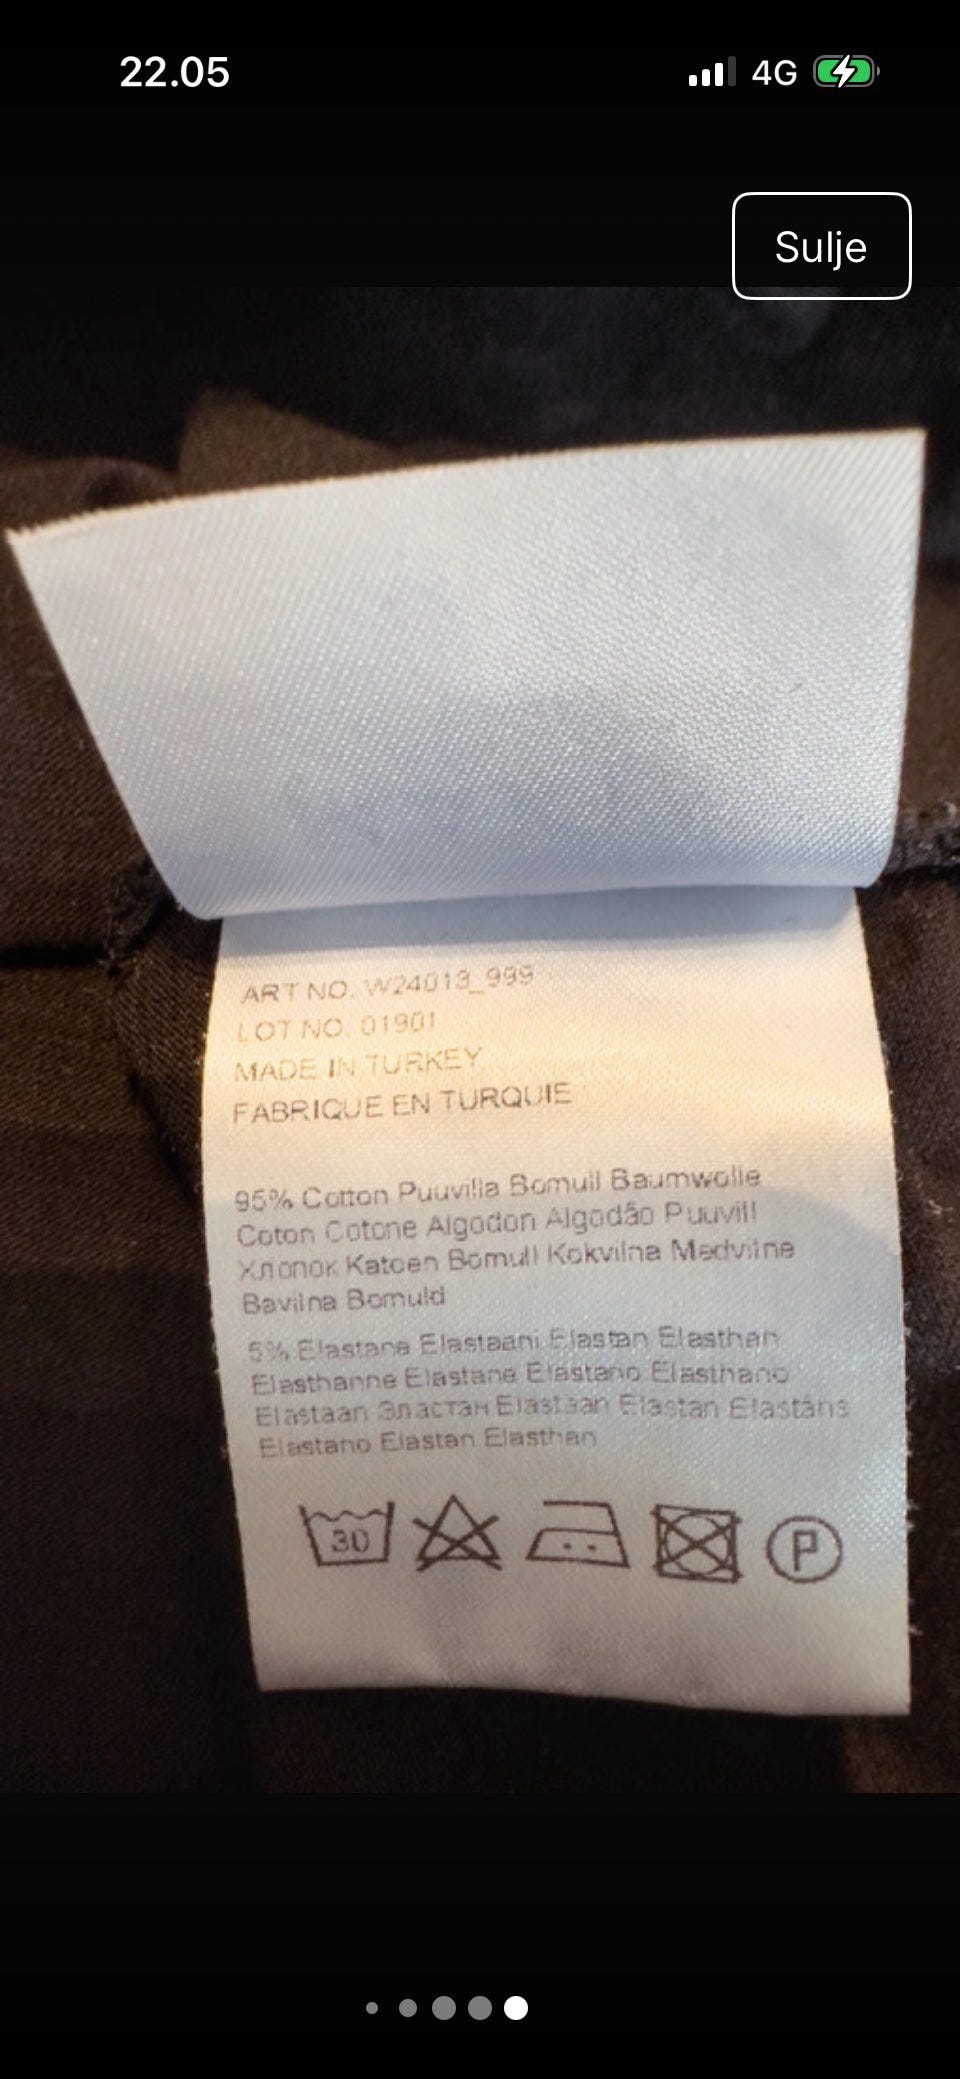 22.05
4G
Sulje
ART NO. W24013_999
LOT NO. 01901
MADE IN TURKEY
FABRIQUE EN TURQUIE
95% Cotton Puuvilla Bomull Baumwolle
Coton Cotone Algodon Algodão Puuvill
Хлопок Katoen Bomull Kokvilna Medvilne
Bavlna Bomuld
5% Elastane Elastaani Elastan Elasthan
Elasthanne Elastane Elastano Elasthano
Elastaan Эластан Elastaan Elastan Elastāns
Elastano Elastan Elasthan
30
P